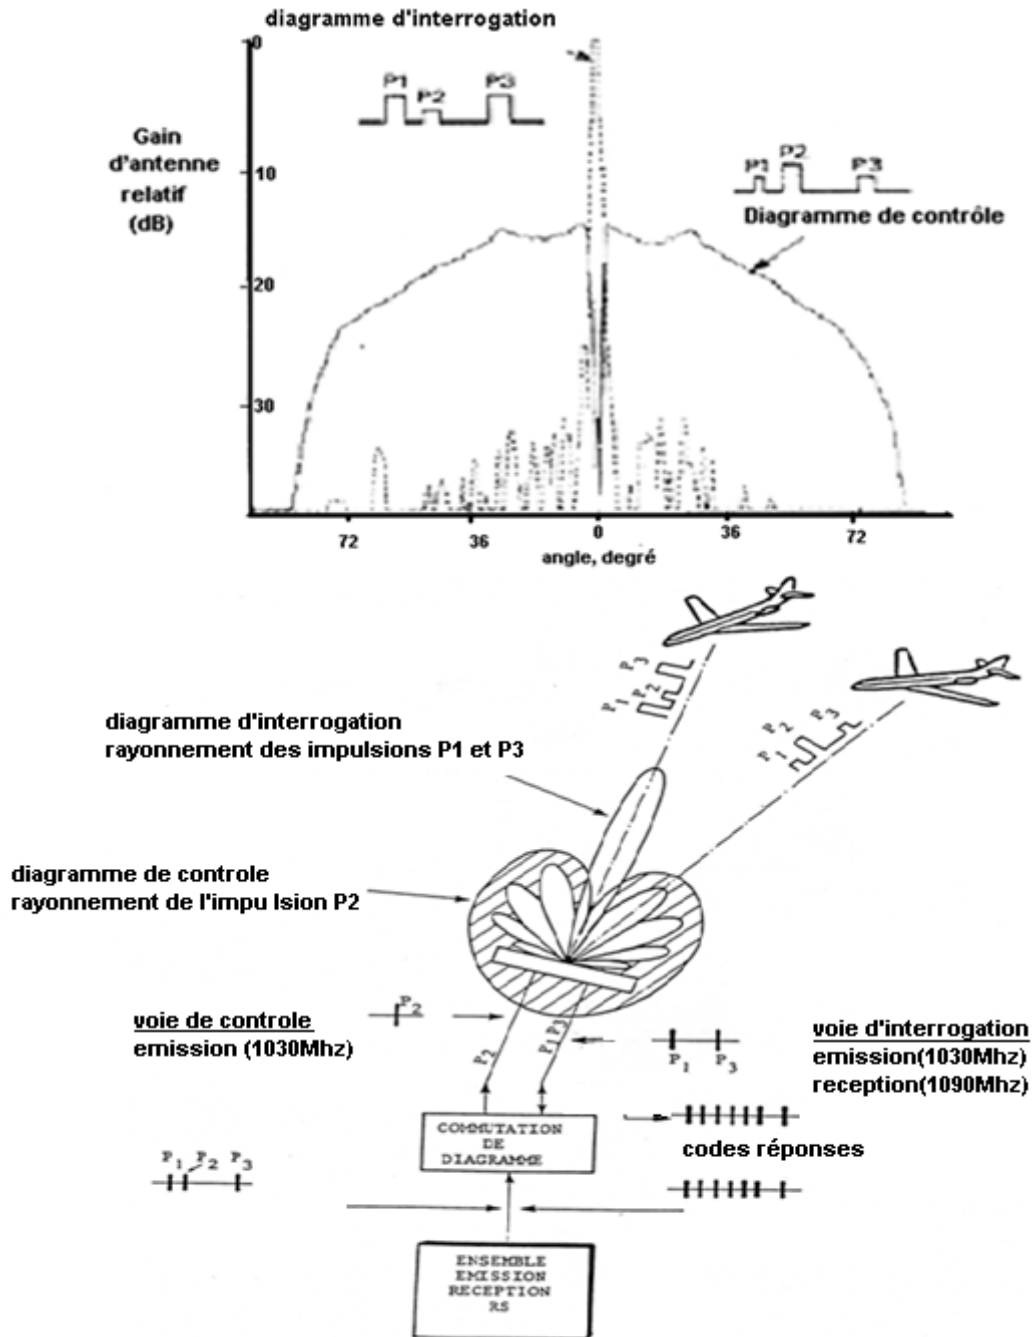 diagramme d'interrogation
0
P1
P2
P3
Gain
d'antenne
relatif
(dB)
10
P1
P2
P3
Diagramme de contrôle
20
30
72
36
0
36
72
angle, degré
P1 P2 P3
P1 P2 P3
diagramme d'interrogation
rayonnement des impulsions P1 et P3
diagramme de controle
rayonnement de l'impu lsion P2
P2
voie de controle
emission (1030Mhz)
P2
P1 P3
P1 P3
voie d'interrogation
emission(1030Mhz)
reception(1090Mhz)
COMMUTATION
DE
DIAGRAMME
codes réponses
P1 P2 P3
ENSEMBLE
EMISSION
RECEPTION
RS